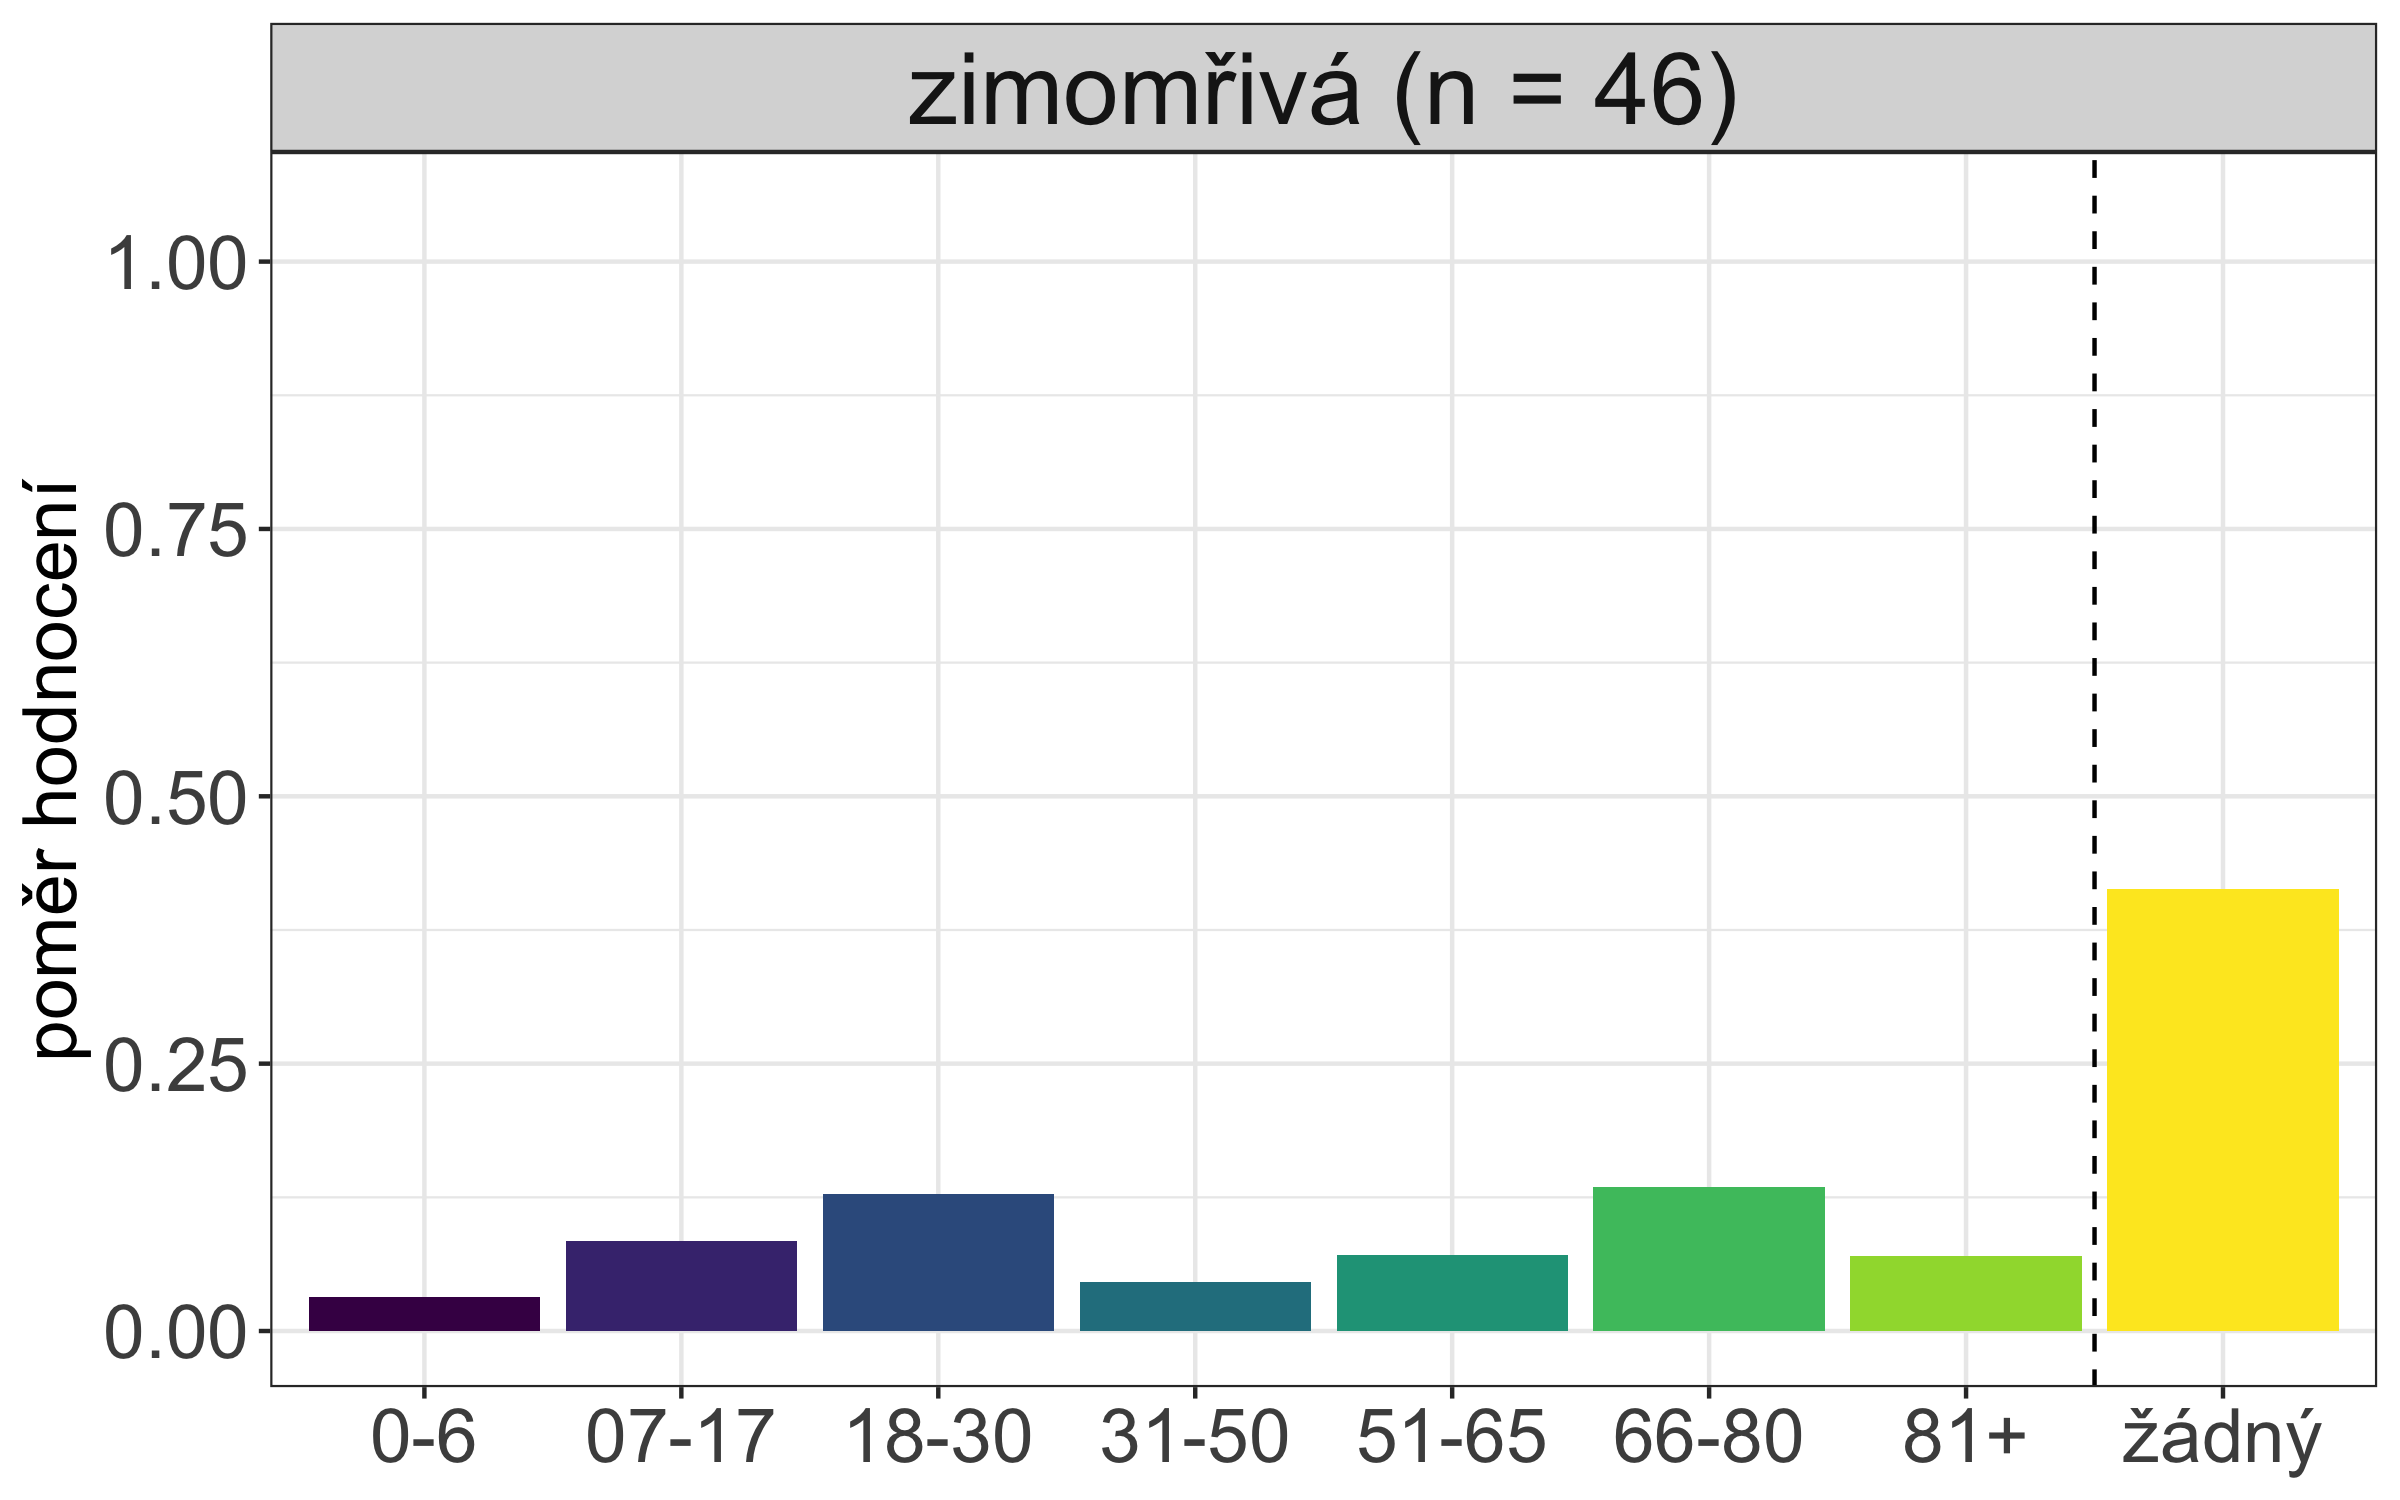 zimomřivá (n = 46)
poměr hodnocení
1.00
0.75
0.50
0.25
0.00
0-6 07-17 18-30 31-50 51-65 66-80 81+ žádný